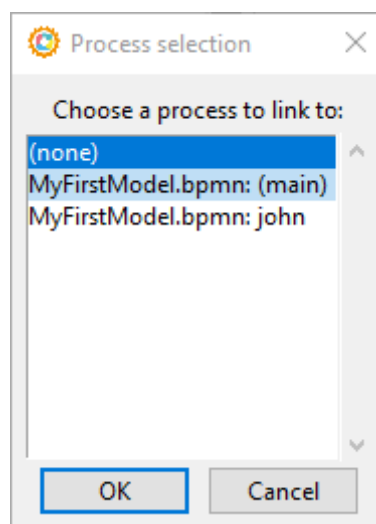 Process selection
Choose a process to link to:
(none)
MyFirstModel.bpmn: (main)
MyFirstModel.bpmn: john
OK
Cancel